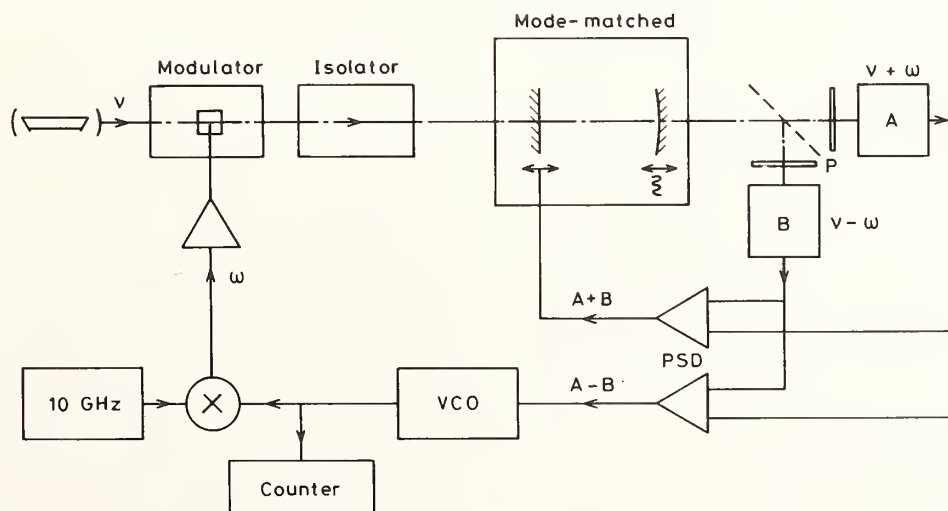 Mode-matched
Modulator
Isolator
ν
ν + ω
A
P
B
ν − ω
ω
A+B
PSD
A−B
10 GHz
VCO
Counter